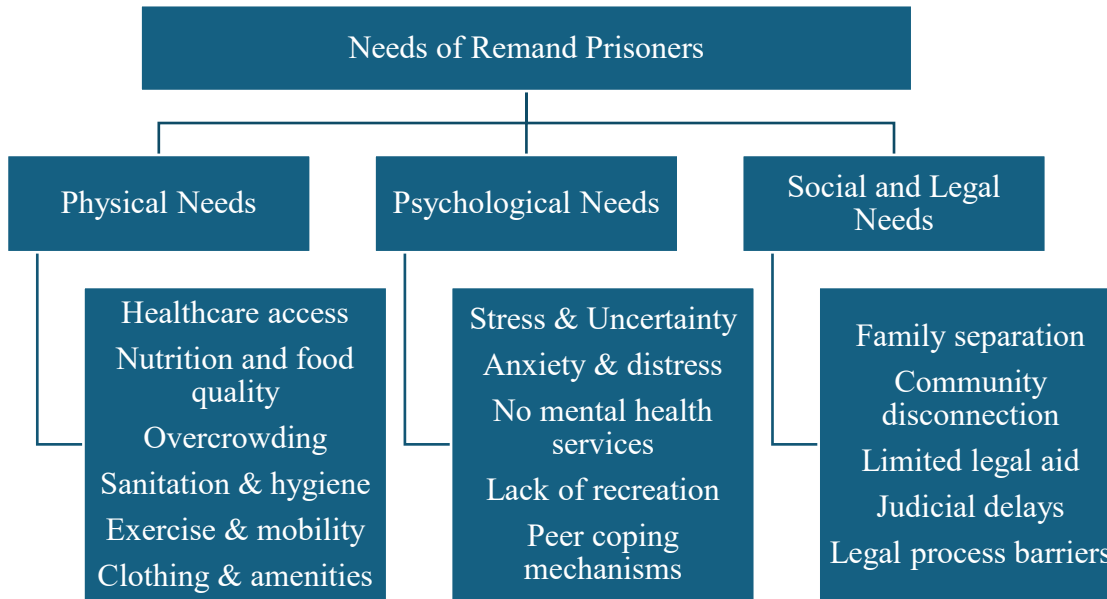 Needs of Remand Prisoners
Physical Needs
Psychological Needs
Social and Legal
Needs
Healthcare access
Nutrition and food
quality
Overcrowding
Sanitation & hygiene
Exercise & mobility
Clothing & amenities
Stress & Uncertainty
Anxiety & distress
No mental health
services
Lack of recreation
Peer coping
mechanisms
Family separation
Community
disconnection
Limited legal aid
Judicial delays
Legal process barriers